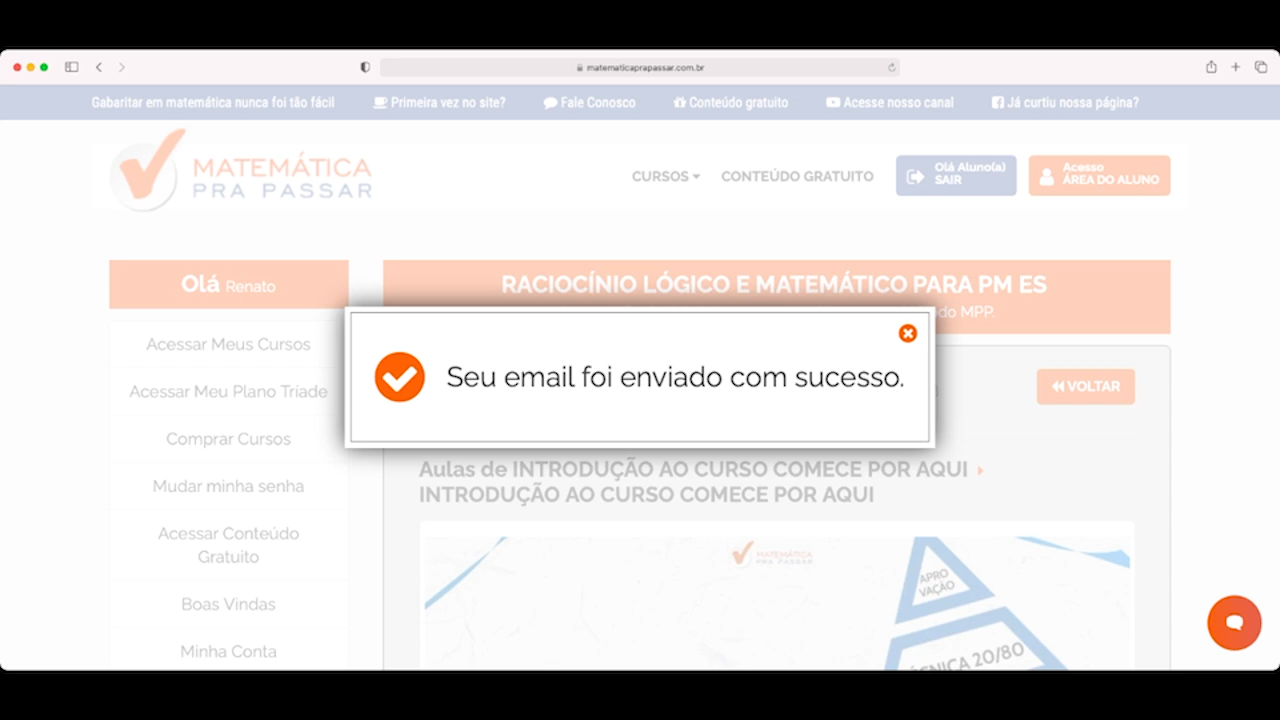 matematicaprapassar.com.br
Gabaritar em matemática nunca foi tão fácil
Primeira vez no site?
Fale Conosco
Conteúdo gratuito
Acesse nosso canal
Já curtiu nossa página?
MATEMÁTICA
PRA PASSAR
CURSOS
CONTEÚDO GRATUITO
Olá Aluno(a)
SAIR
Acesso
ÁREA DO ALUNO
Olá Renato
RACIOCÍNIO LÓGICO E MATEMÁTICO PARA PM ES
do MPP.
Acessar Meus Cursos
Acessar Meu Plano Tríade
Comprar Cursos
Mudar minha senha
Acessar Conteúdo
Gratuito
Boas Vindas
Minha Conta
Seu email foi enviado com sucesso.
VOLTAR
Aulas de INTRODUÇÃO AO CURSO COMECE POR AQUI
INTRODUÇÃO AO CURSO COMECE POR AQUI
MATEMÁTICA
PRA PASSAR
APRO
VAÇÃO
20/80